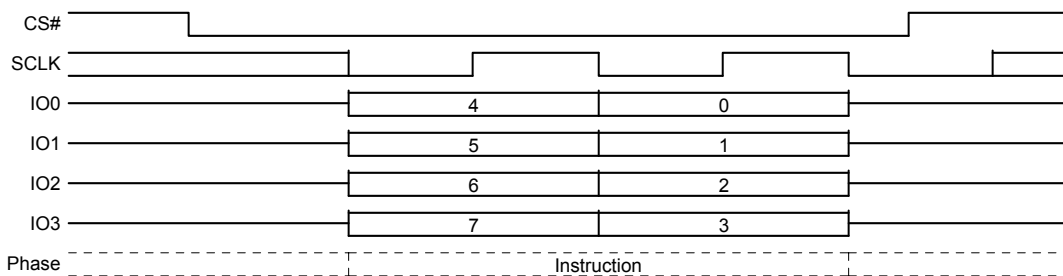 CS#
SCLK
IO0 4 0
IO1 5 1
IO2 6 2
IO3 7 3
Phase Instruction